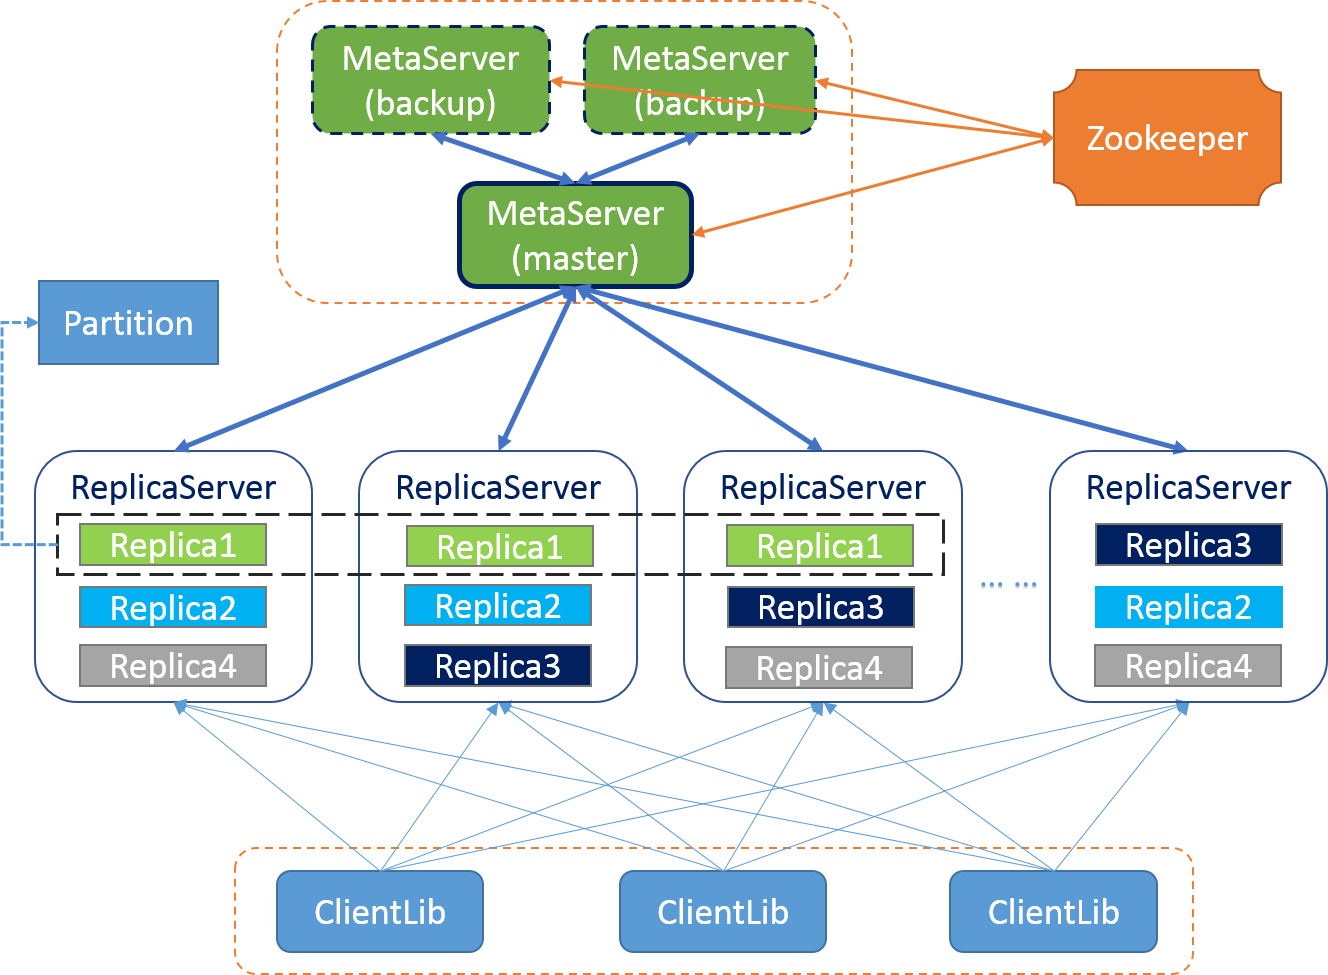 MetaServer
(backup)
MetaServer
(backup)
Zookeeper
MetaServer
(master)
Partition
ReplicaServer
Replica1
Replica2
Replica4
ReplicaServer
Replica1
Replica2
Replica3
ReplicaServer
Replica1
Replica3
Replica4
... ...
ReplicaServer
Replica3
Replica2
Replica4
ClientLib
ClientLib
ClientLib